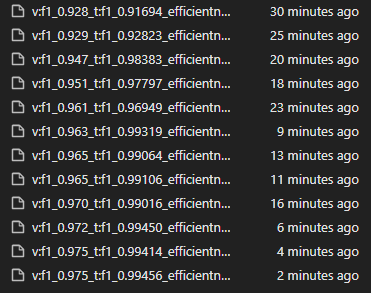 v:f1_0.928_t:f1_0.91694_efficientn... 30 minutes ago
v:f1_0.929_t:f1_0.92823_efficientn... 25 minutes ago
v:f1_0.947_t:f1_0.98383_efficientn... 20 minutes ago
v:f1_0.951_t:f1_0.97797_efficientn... 18 minutes ago
v:f1_0.961_t:f1_0.96949_efficientn... 23 minutes ago
v:f1_0.963_t:f1_0.99319_efficientn... 9 minutes ago
v:f1_0.965_t:f1_0.99064_efficientn... 13 minutes ago
v:f1_0.965_t:f1_0.99106_efficientn... 11 minutes ago
v:f1_0.970_t:f1_0.99016_efficientn... 16 minutes ago
v:f1_0.972_t:f1_0.99450_efficientn... 6 minutes ago
v:f1_0.975_t:f1_0.99414_efficientn... 4 minutes ago
v:f1_0.975_t:f1_0.99456_efficientn... 2 minutes ago